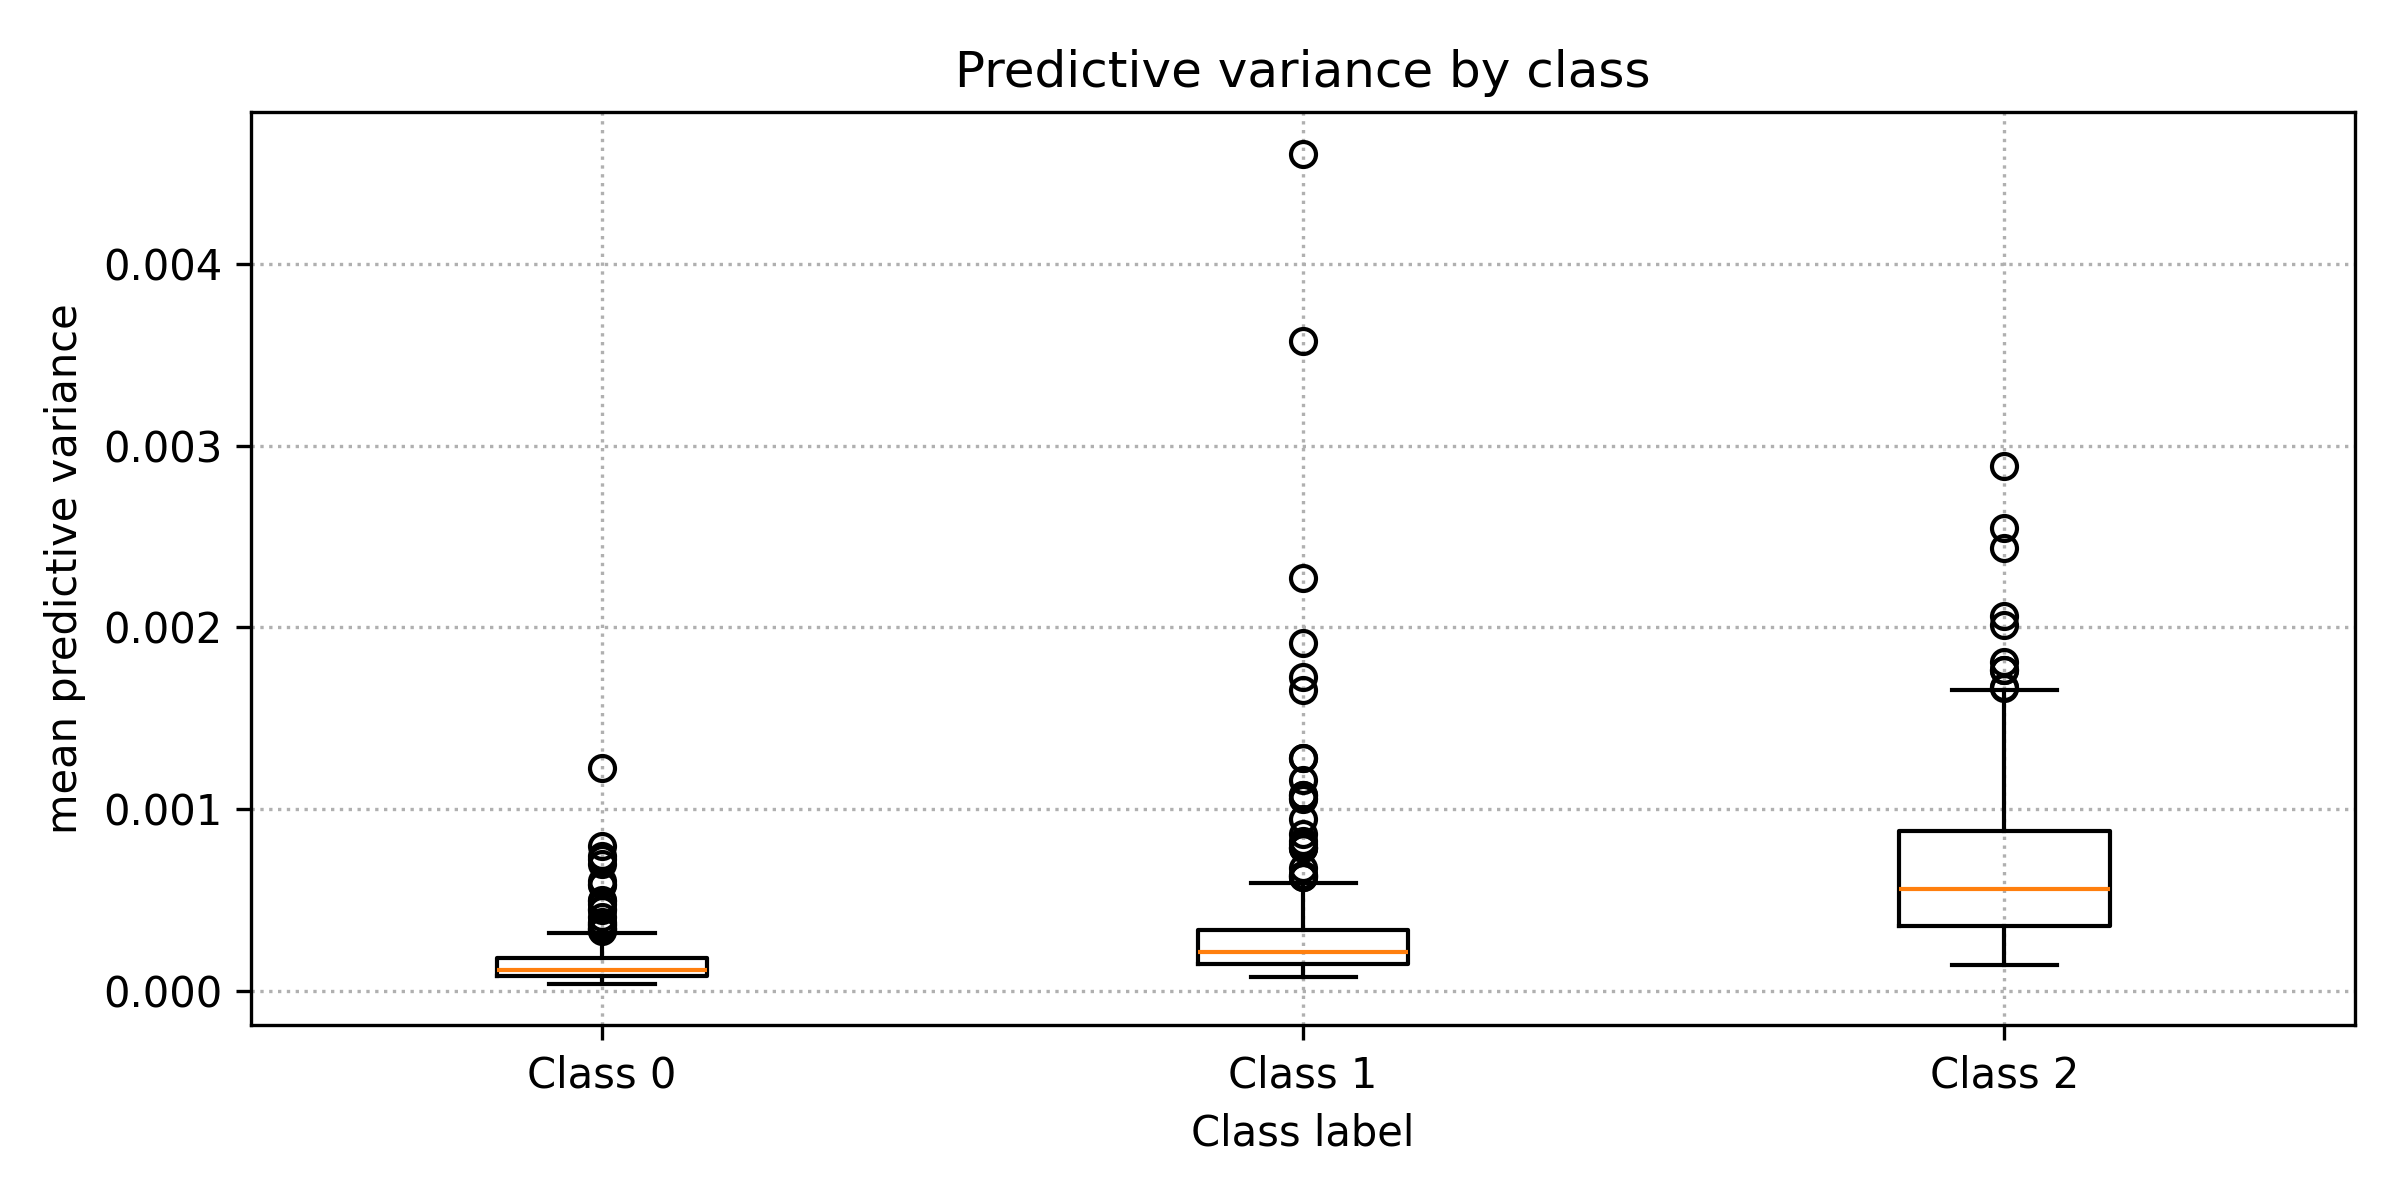 Predictive variance by class
mean predictive variance
0.004
0.003
0.002
0.001
0.000
Class 0
Class 1
Class 2
Class label